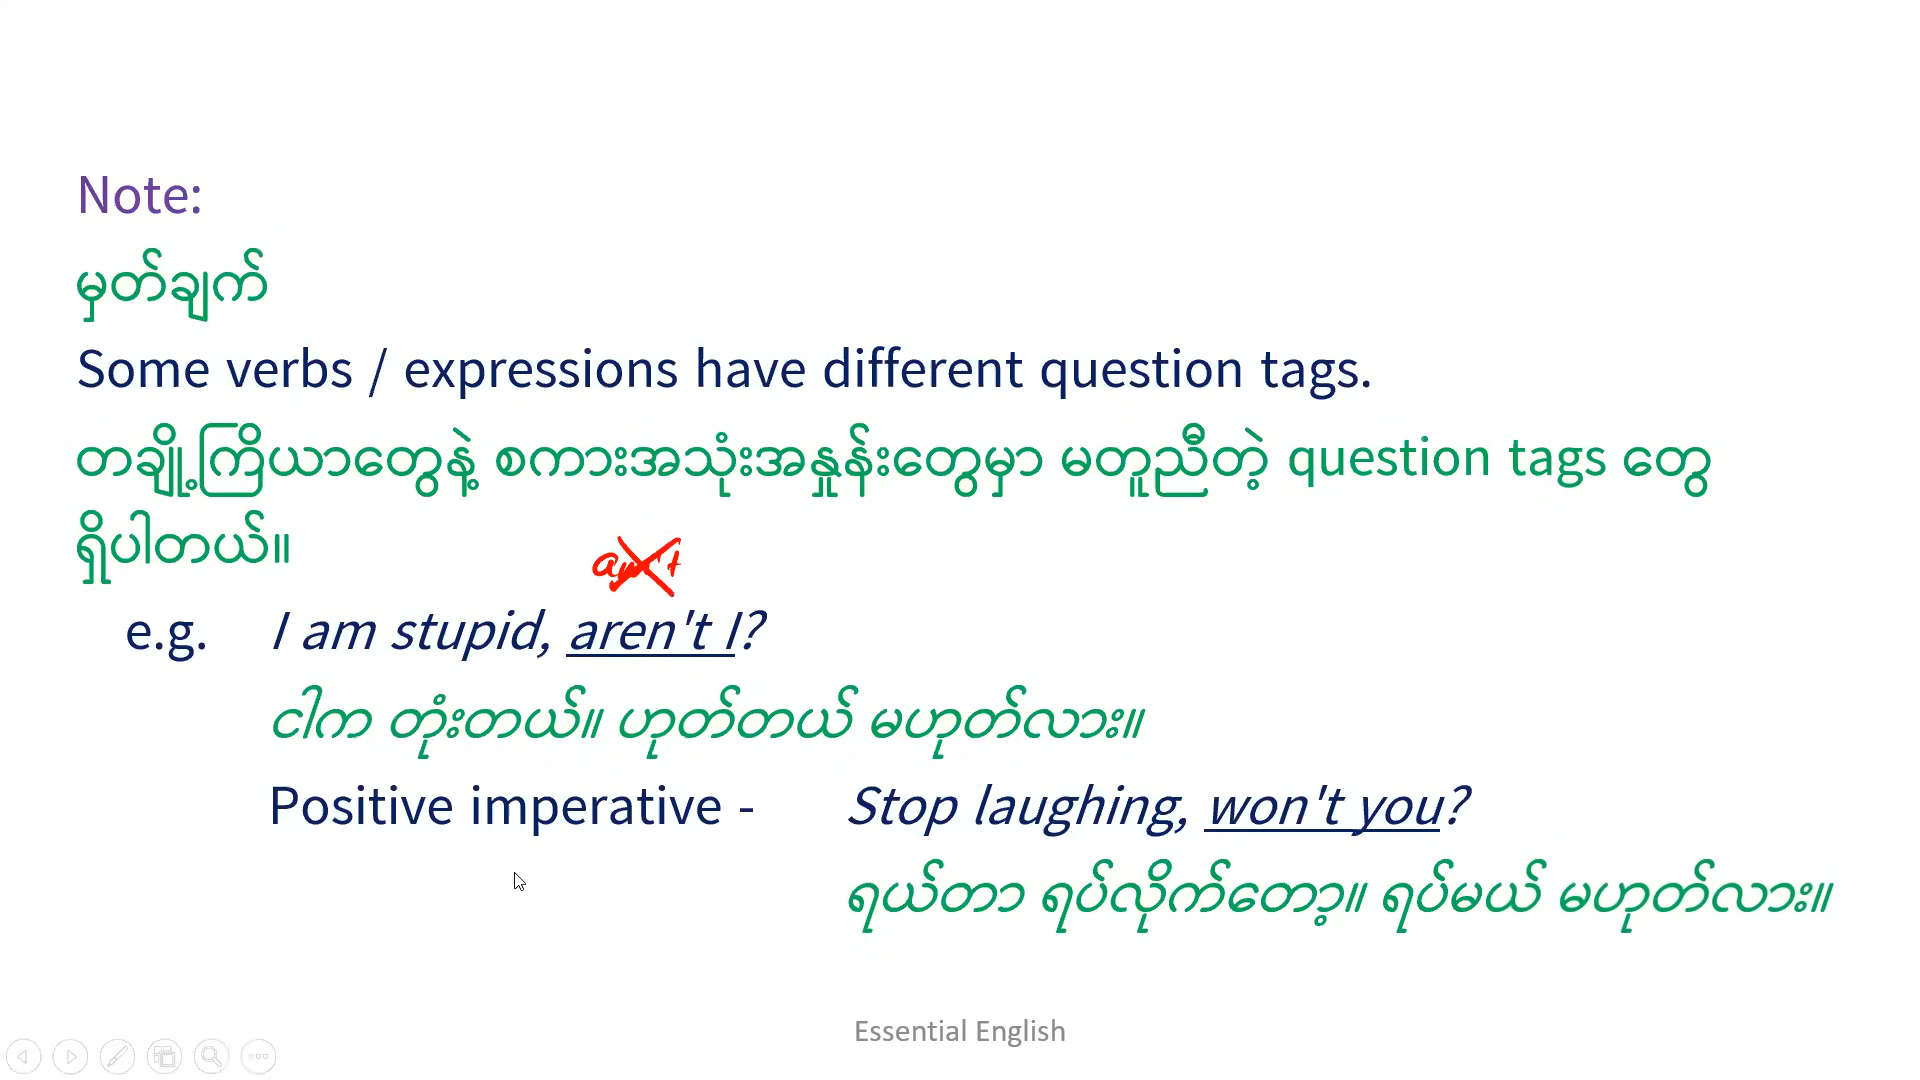 Note:
မှတ်ချက်
Some verbs / expressions have different question tags.
တချို့ကြိယာတွေနဲ့ စကားအသုံးအနှုန်းတွေမှာ မတူညီတဲ့ question tags တွေ
ရှိပါတယ်။
amn't
e.g. I am stupid, aren't I?
ငါက တုံးတယ်။ ဟုတ်တယ် မဟုတ်လား။
Positive imperative - Stop laughing, won't you?
ရယ်တာ ရပ်လိုက်တော့။ ရပ်မယ် မဟုတ်လား။
Essential English